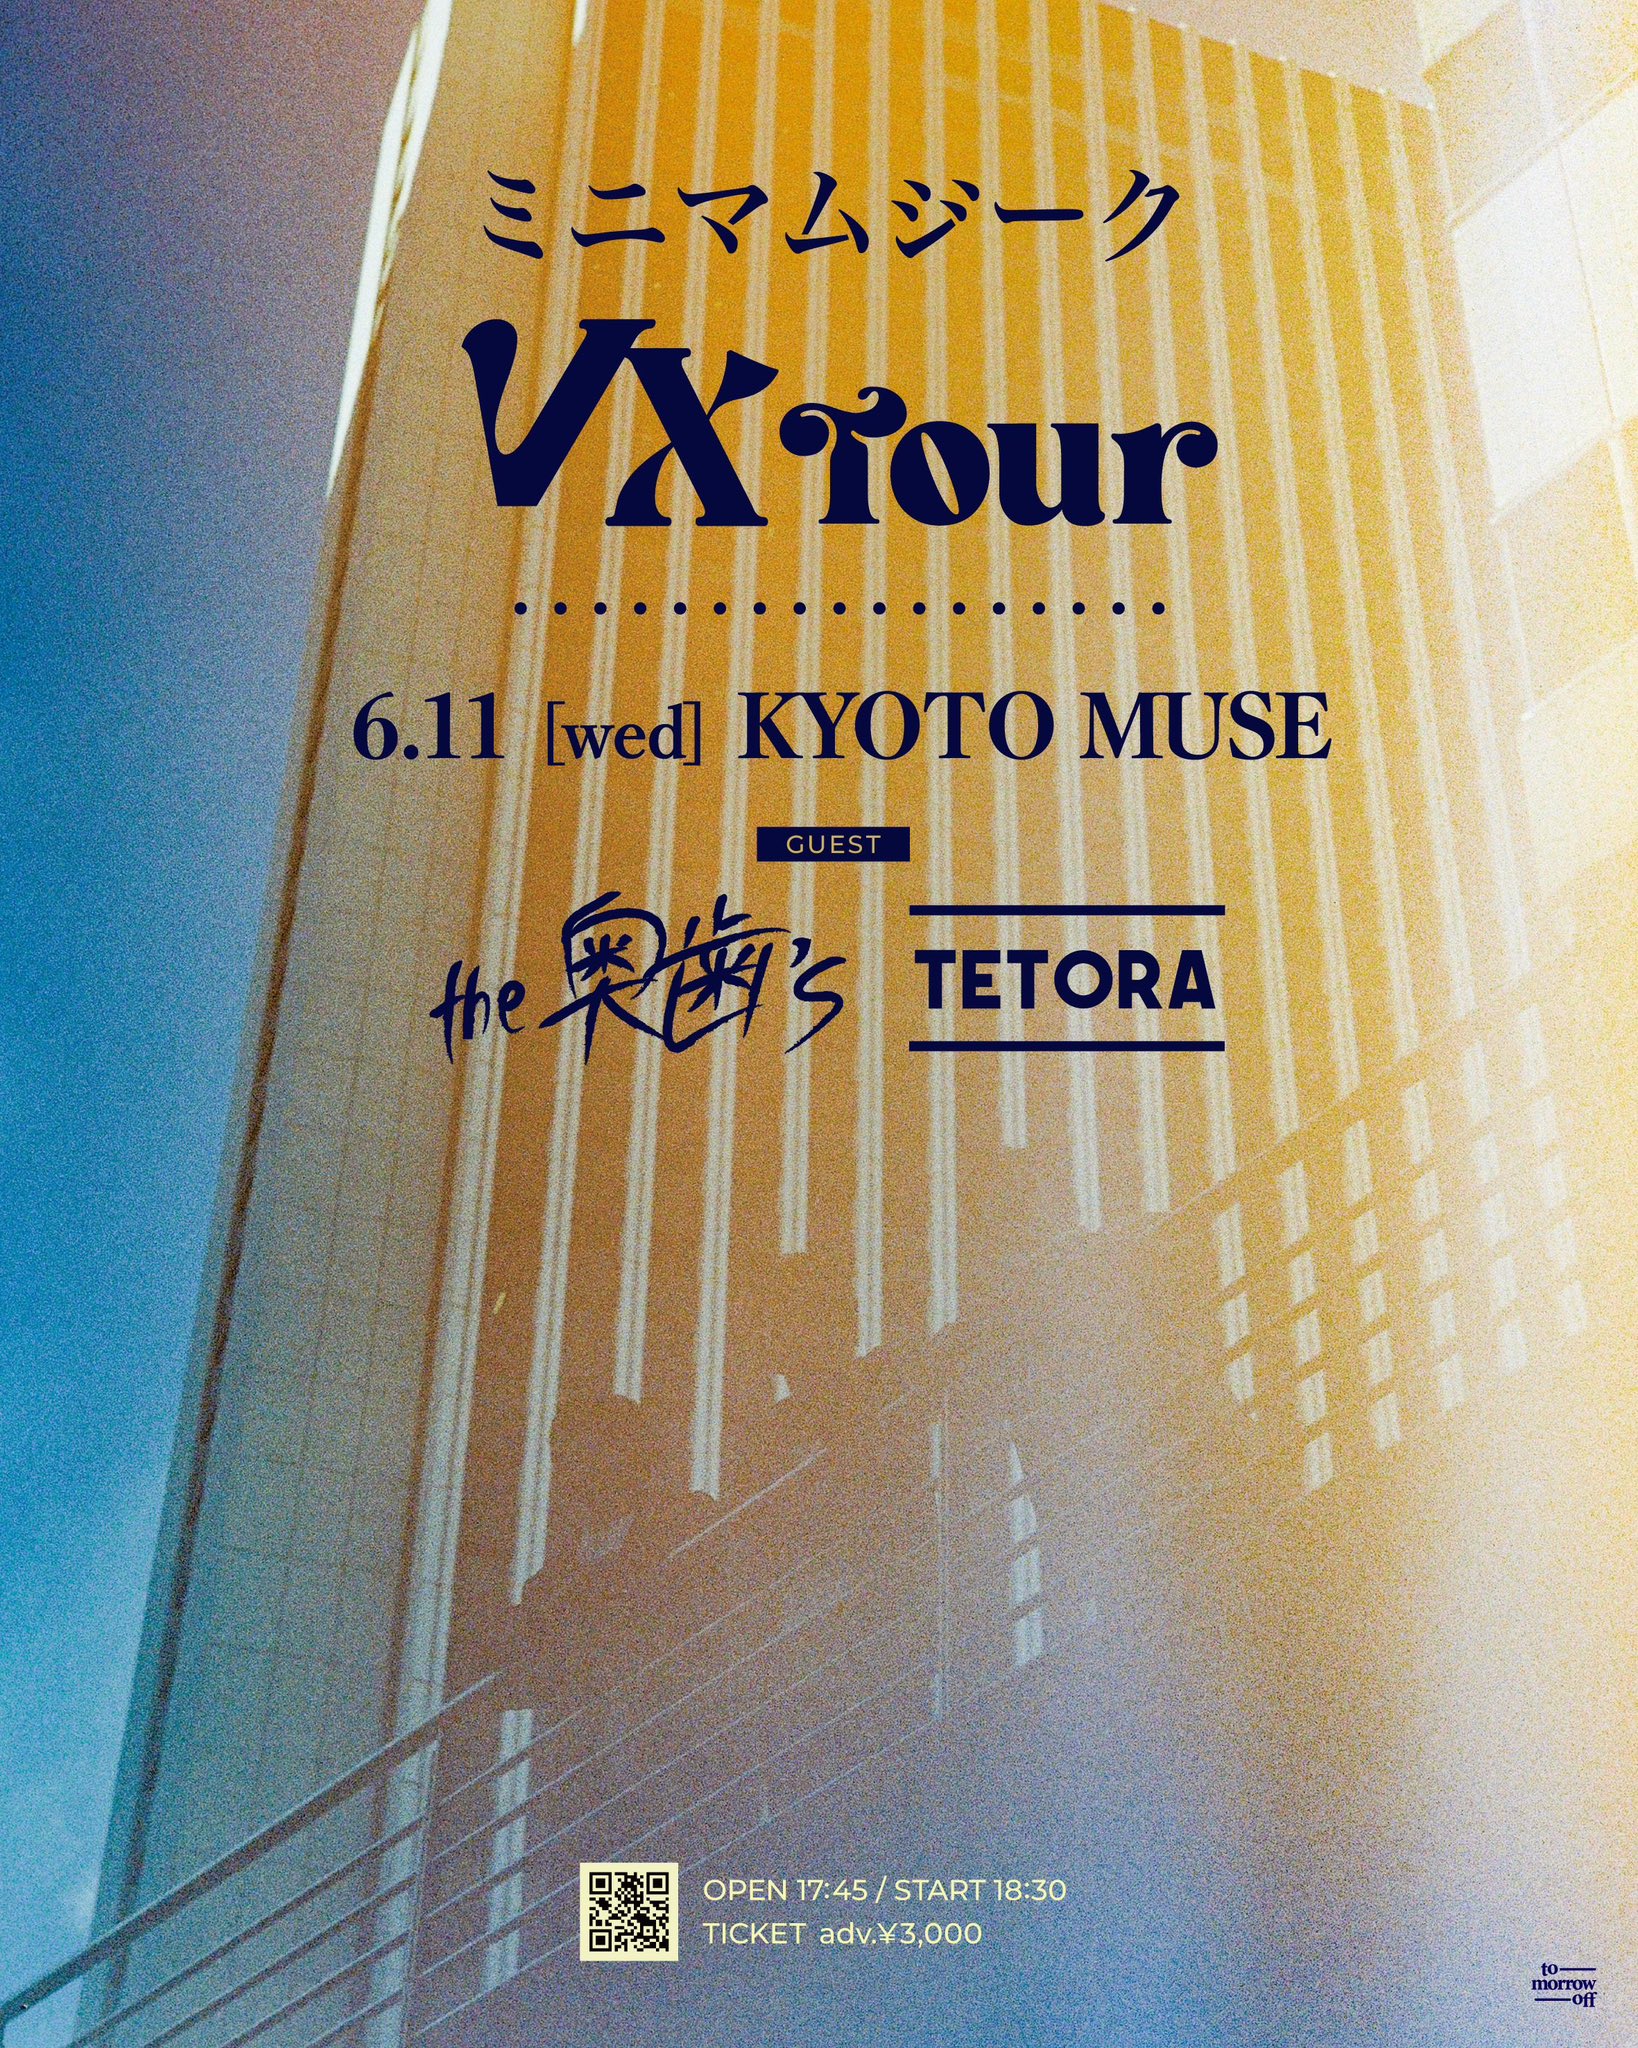 ミニマムジーク
VX Tour
6.11 [wed] KYOTO MUSE
GUEST
the 奥歯's
TETORA
OPEN 17:45 / START 18:30
TICKET adv.¥3,000
to
morrow
off